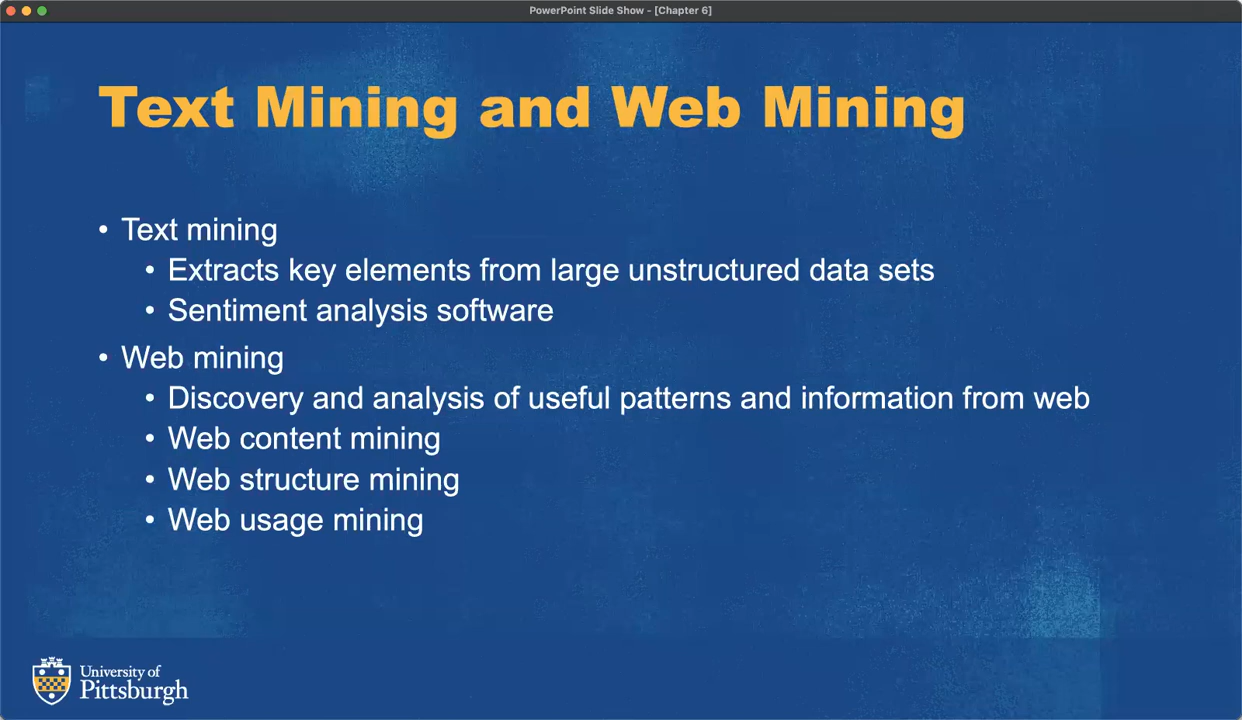 PowerPoint Slide Show - [Chapter 6]
Text Mining and Web Mining
• Text mining
• Extracts key elements from large unstructured data sets
• Sentiment analysis software
• Web mining
• Discovery and analysis of useful patterns and information from web
• Web content mining
• Web structure mining
• Web usage mining
University of
Pittsburgh